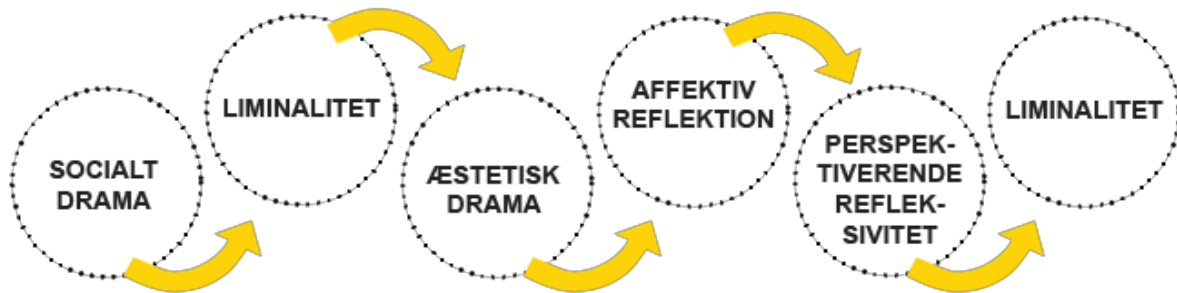 SOCIALT
DRAMA
LIMINALITET
ÆSTETISK
DRAMA
AFFEKTIV
REFLEKTION
PERSPEK-
TIVERENDE
REFLEK-
SIVITET
LIMINALITET